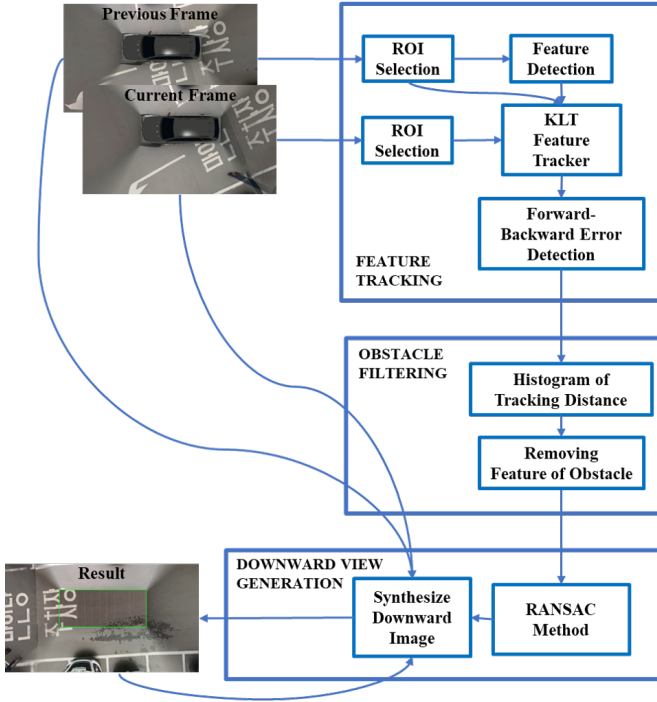 Previous Frame
Current Frame
ROI
Selection
Feature
Detection
ROI
Selection
KLT
Feature
Tracker
Forward-
Backward Error
Detection
FEATURE
TRACKING
OBSTACLE
FILTERING
Histogram of
Tracking Distance
Removing
Feature of Obstacle
DOWNWARD VIEW
GENERATION
Result
Synthesize
Downward
Image
RANSAC
Method